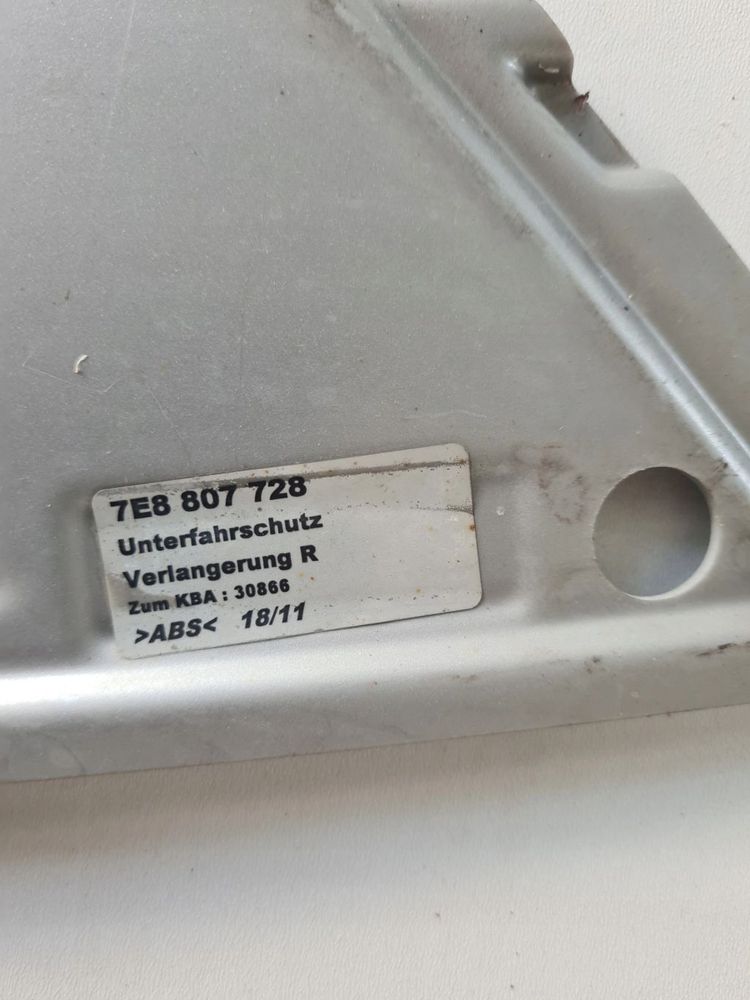 7E8 807 728
Unterfahrschutz
Verlangerung R
Zum KBA : 30866
>ABS< 18/11